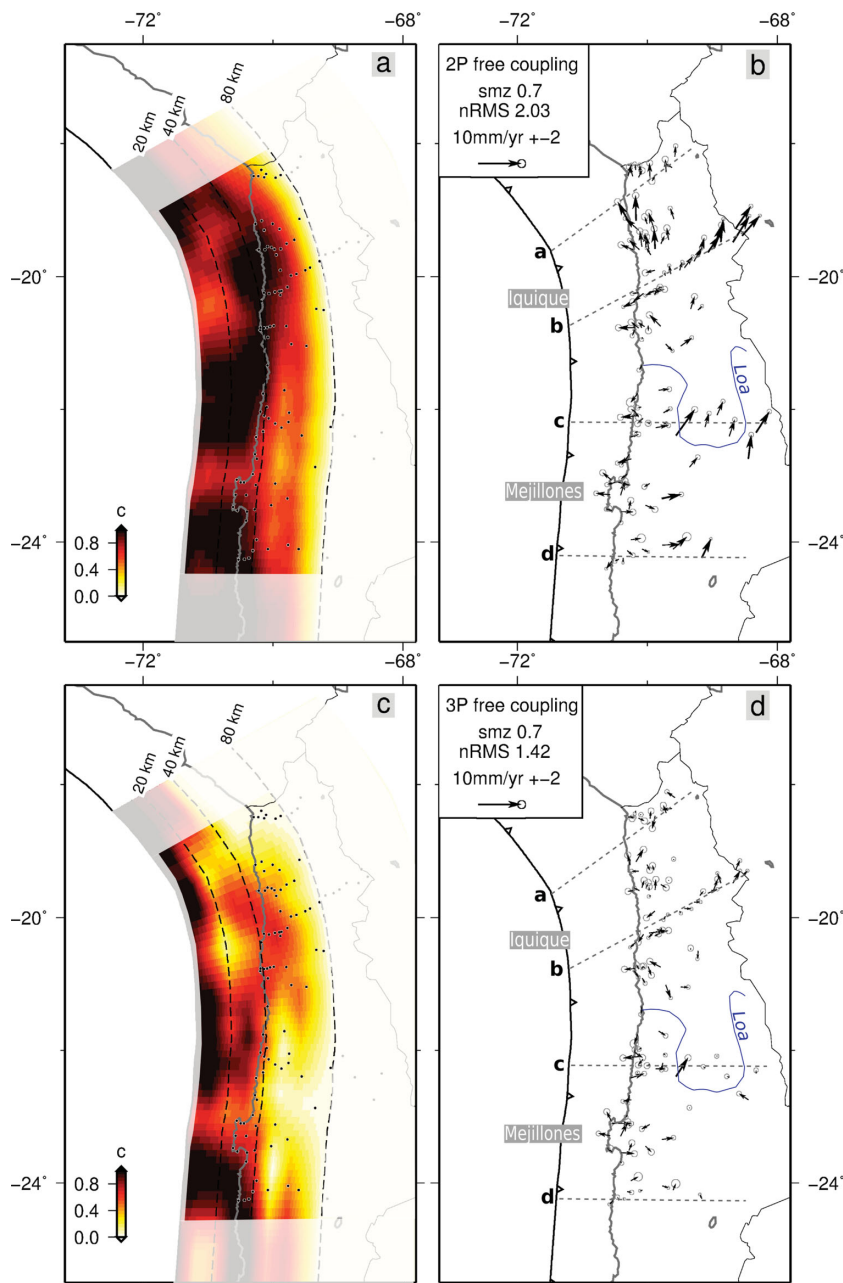 −72°
−68°
−72°
−68°
a
80 km
40 km
20 km
−20°
−24°
c
0.8
0.4
0.0
b
2P free coupling
smz 0.7
nRMS 2.03
10mm/yr +−2
a
Iquique
b
Loa
c
Mejillones
d
−20°
−24°
−72°
−68°
−72°
−68°
c
80 km
40 km
20 km
−20°
−24°
c
0.8
0.4
0.0
d
3P free coupling
smz 0.7
nRMS 1.42
10mm/yr +−2
a
Iquique
b
Loa
c
Mejillones
d
−20°
−24°